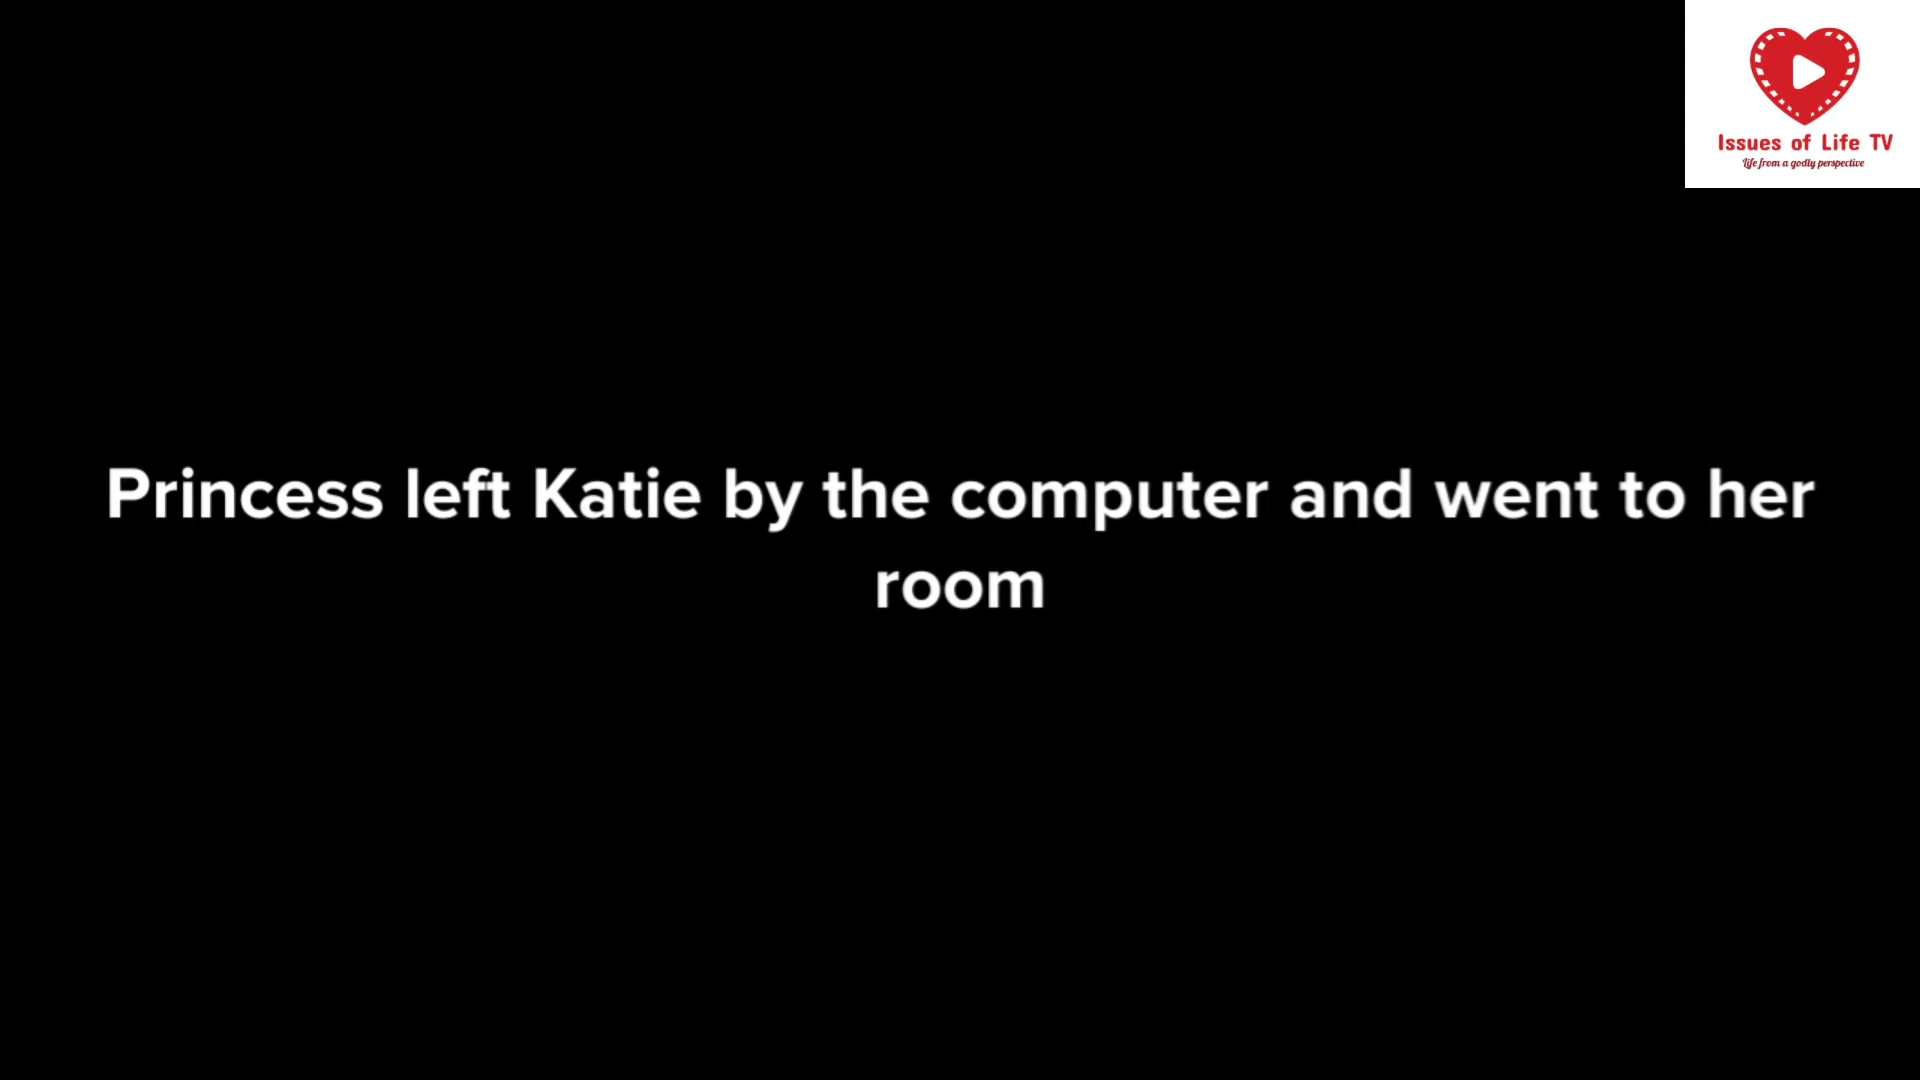 Issues of Life TV
Life from a godly perspective
Princess left Katie by the computer and went to her
room